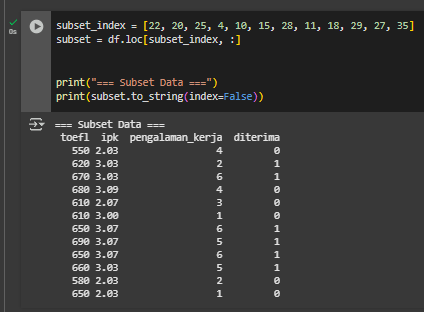 subset_index = [22, 20, 25, 4, 10, 15, 28, 11, 18, 29, 27, 35]
0s
subset = df.loc[subset_index, :]
print("=== Subset Data ===")
print(subset.to_string(index=False))
=== Subset Data ===
toefl ipk pengalaman_kerja diterima
550 2.03 4 0
620 3.03 2 1
670 3.03 6 1
680 3.09 4 0
610 2.07 3 0
610 3.00 1 0
650 3.07 6 1
690 3.07 5 1
650 3.07 6 1
660 3.03 5 1
580 2.03 2 0
650 2.03 1 0